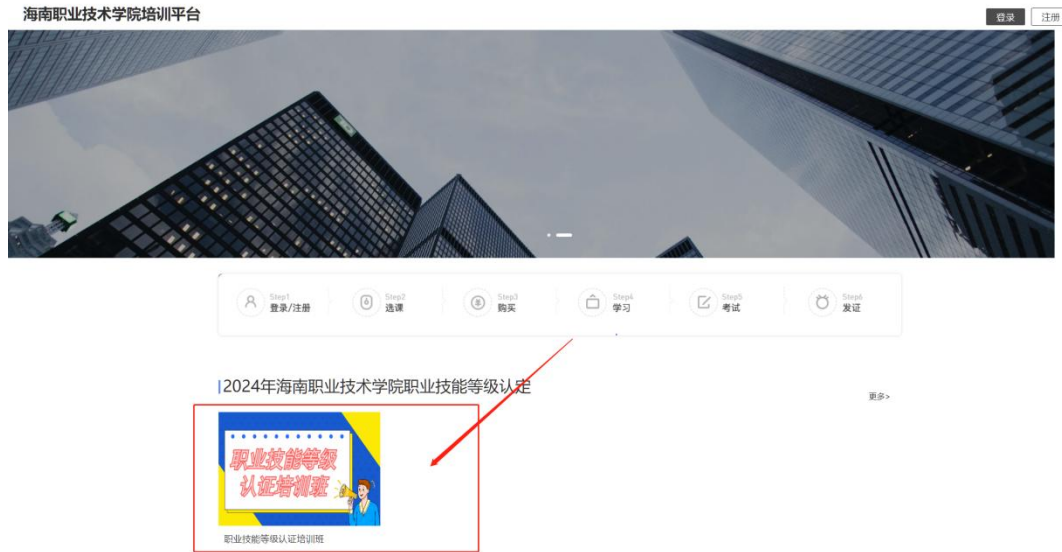 海南职业技术学院培训平台
登录 注册
Step1 Step2 Step3 Step4 Step5 Step6
登录/注册 选课 购买 学习 考试 发证
2024年海南职业技术学院职业技能等级认定
更多>
职业技能等级
认证培训班
职业技能等级认证培训班